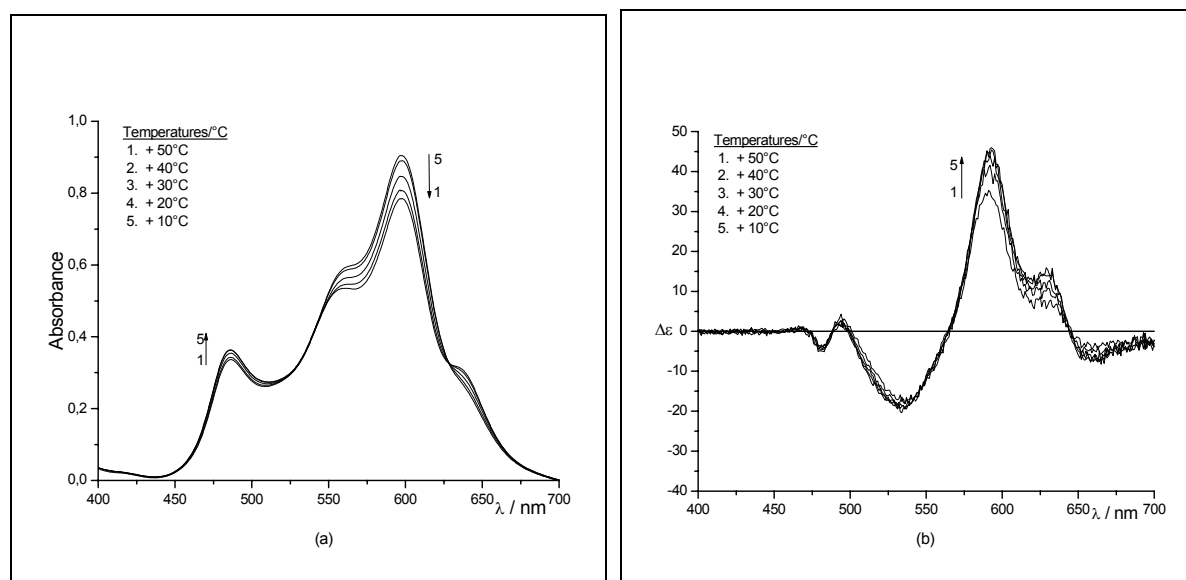 Temperatures/°C
1. + 50°C
2. + 40°C
3. + 30°C
4. + 20°C
5. + 10°C
5
1
5
1
Absorbance
1,0
0,8
0,6
0,4
0,2
0,0
400 450 500 550 600 650 700
λ / nm
(a)
Temperatures/°C
1. + 50°C
2. + 40°C
3. + 30°C
4. + 20°C
5. + 10°C
5
1
50
40
30
20
10
Δε 0
-10
-20
-30
-40
400 450 500 550 600 650 700
λ / nm
(b)